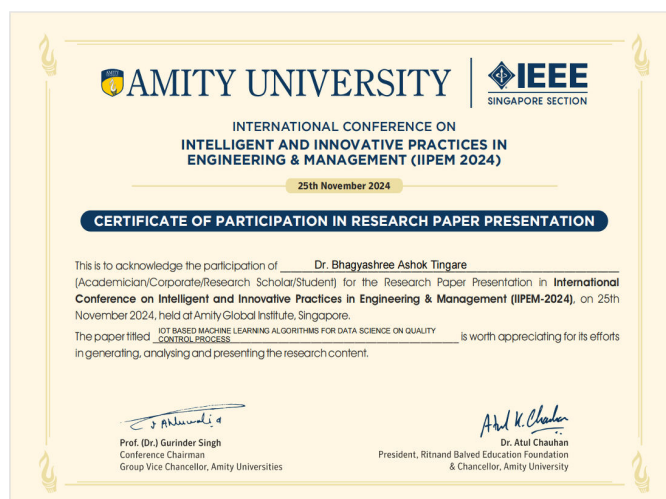 AMITY UNIVERSITY
IEEE
SINGAPORE SECTION
INTERNATIONAL CONFERENCE ON
INTELLIGENT AND INNOVATIVE PRACTICES IN
ENGINEERING & MANAGEMENT (IIPEM 2024)
25th November 2024
CERTIFICATE OF PARTICIPATION IN RESEARCH PAPER PRESENTATION
This is to acknowledge the participation of Dr. Bhagyashree Ashok Tingare
(Academician/Corporate/Research Scholar/Student) for the Research Paper Presentation in International
Conference on Intelligent and Innovative Practices in Engineering & Management (IIPEM-2024), on 25th
November 2024, held at Amity Global Institute, Singapore.
The paper titled IOT BASED MACHINE LEARNING ALGORITHMS FOR DATA SCIENCE ON QUALITY
CONTROL PROCESS is worth appreciating for its efforts
in generating, analysing and presenting the research content.
Atul K. Chauhan
Prof. (Dr.) Gurinder Singh
Conference Chairman
Group Vice Chancellor, Amity Universities
Dr. Atul Chauhan
President, Ritnand Balved Education Foundation
& Chancellor, Amity University